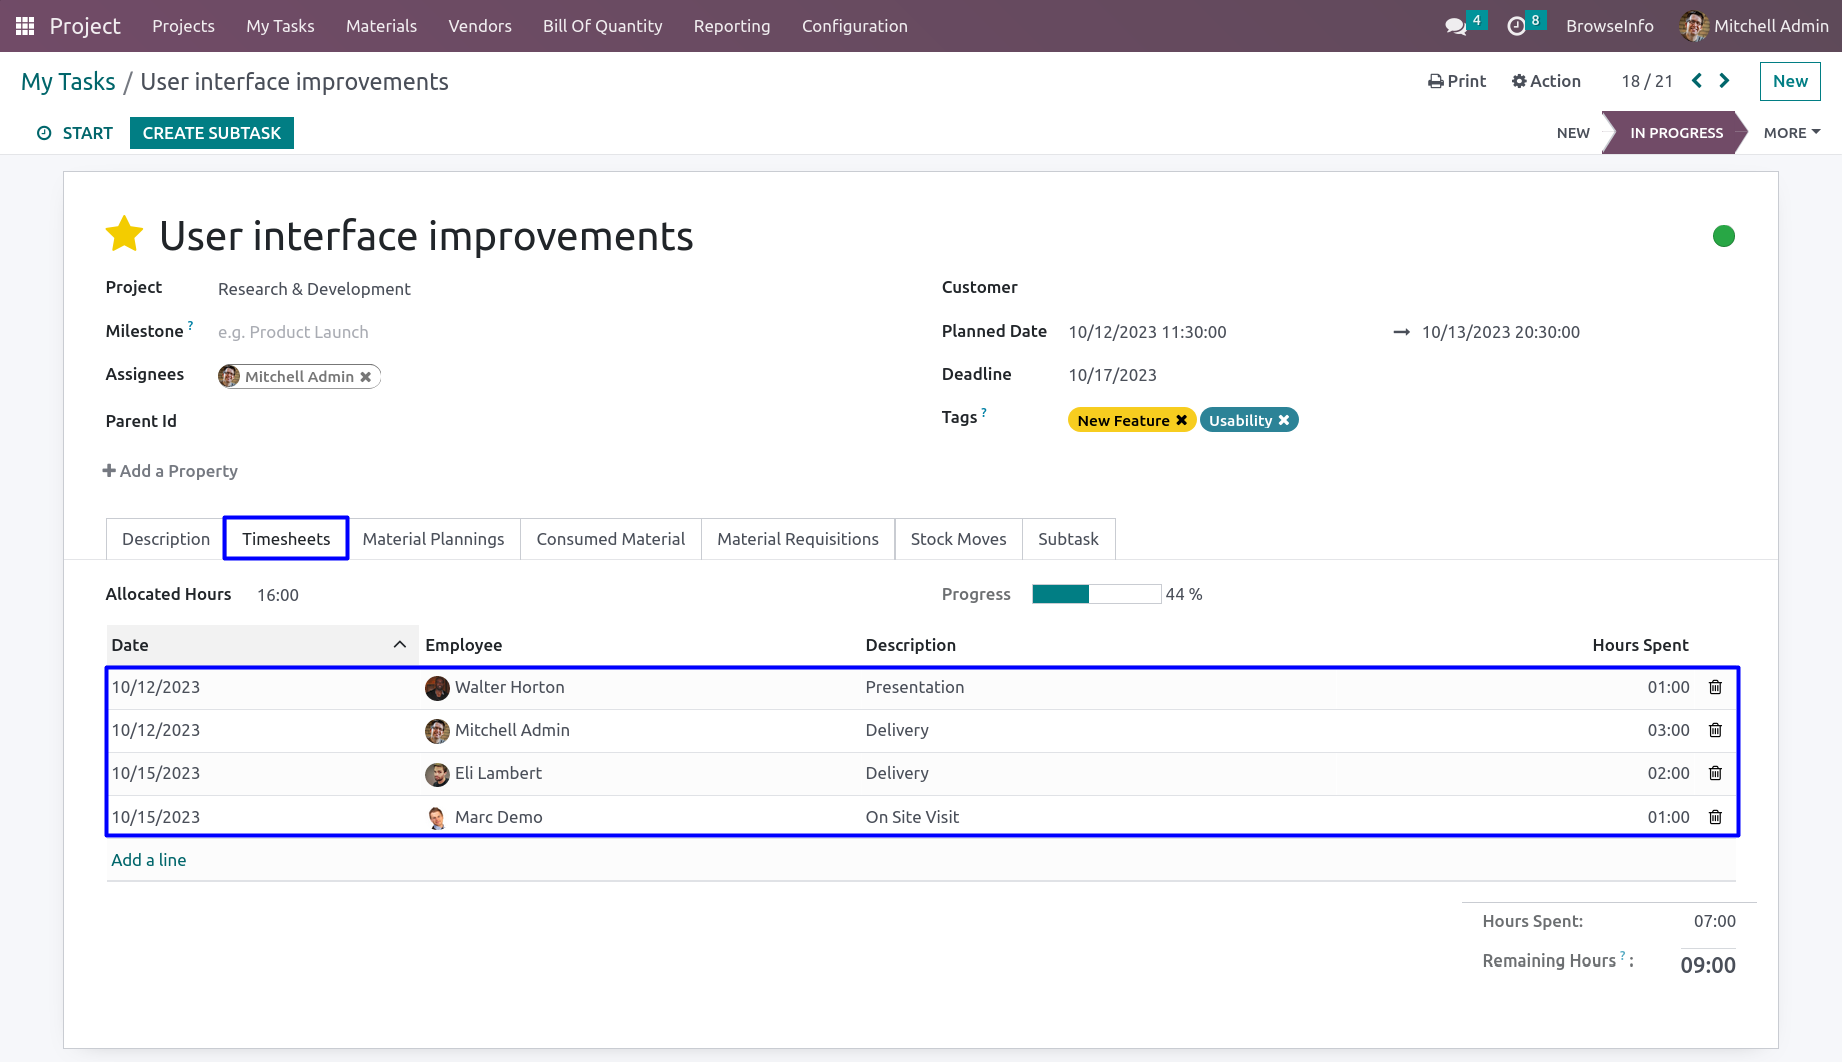 Project Projects My Tasks Materials Vendors Bill Of Quantity Reporting Configuration 4 8 BrowseInfo Mitchell Admin
My Tasks / User interface improvements Print Action 18 / 21 New
START CREATE SUBTASK NEW IN PROGRESS MORE
User interface improvements
Project Research & Development Customer
Milestone ? e.g. Product Launch Planned Date 10/12/2023 11:30:00 → 10/13/2023 20:30:00
Assignees Mitchell Admin ✖ Deadline 10/17/2023
Parent Id Tags ? New Feature ✖ Usability ✖
+ Add a Property
Description Timesheets Material Plannings Consumed Material Material Requisitions Stock Moves Subtask
Allocated Hours 16:00 Progress 44 %
Date Employee Description Hours Spent
10/12/2023 Walter Horton Presentation 01:00
10/12/2023 Mitchell Admin Delivery 03:00
10/15/2023 Eli Lambert Delivery 02:00
10/15/2023 Marc Demo On Site Visit 01:00
Add a line
Hours Spent: 07:00
Remaining Hours ? : 09:00